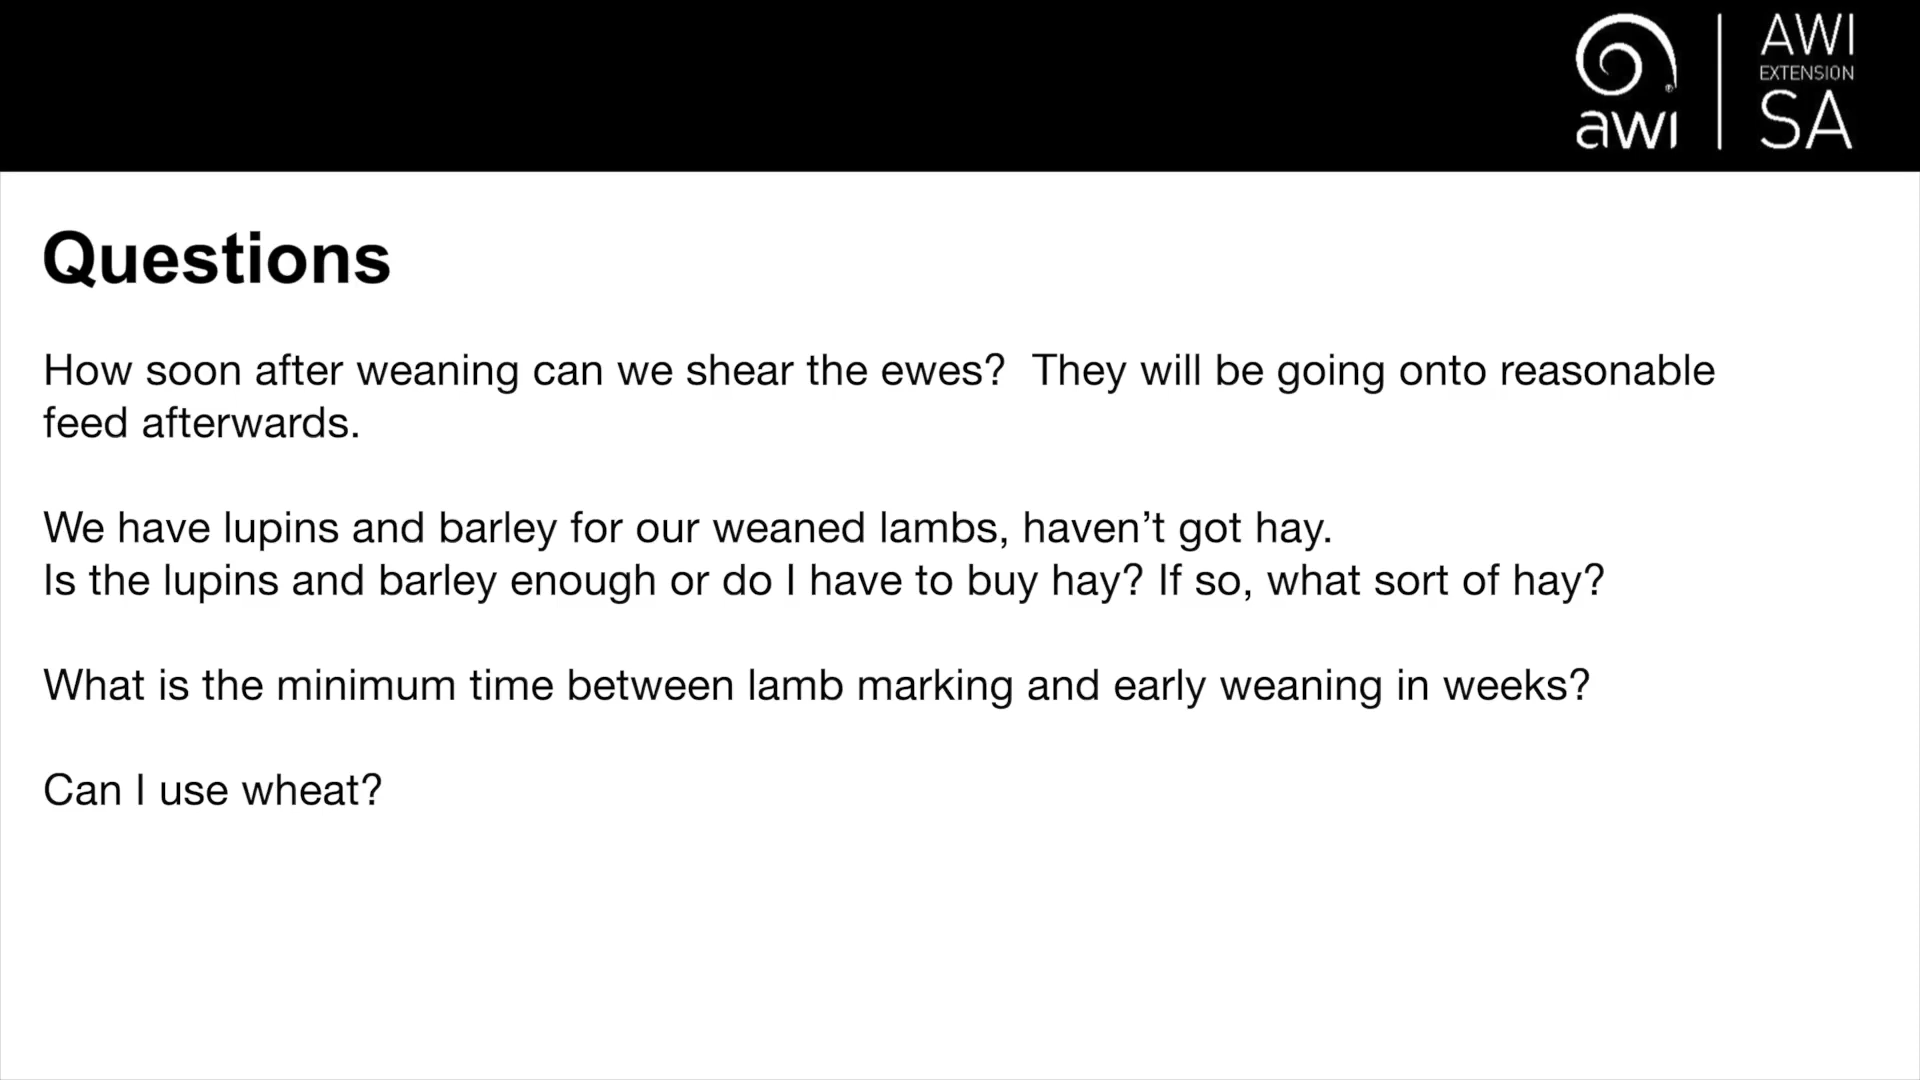 awi
AWI
EXTENSION
SA
Questions
How soon after weaning can we shear the ewes?  They will be going onto reasonable
feed afterwards.
We have lupins and barley for our weaned lambs, haven’t got hay.
Is the lupins and barley enough or do I have to buy hay? If so, what sort of hay?
What is the minimum time between lamb marking and early weaning in weeks?
Can I use wheat?